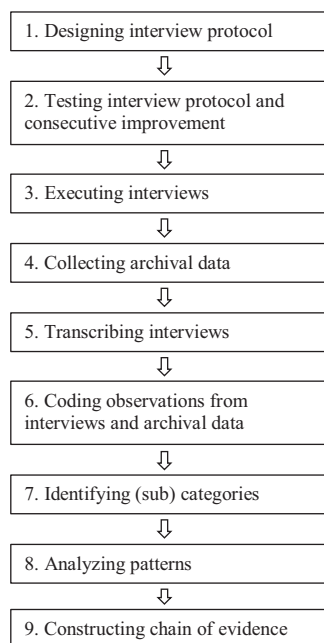 1. Designing interview protocol
2. Testing interview protocol and
consecutive improvement
3. Executing interviews
4. Collecting archival data
5. Transcribing interviews
6. Coding observations from
interviews and archival data
7. Identifying (sub) categories
8. Analyzing patterns
9. Constructing chain of evidence